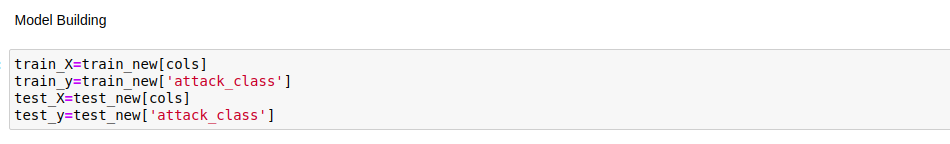 Model Building
train_X=train_new[cols]
train_y=train_new['attack_class']
test_X=test_new[cols]
test_y=test_new['attack_class']